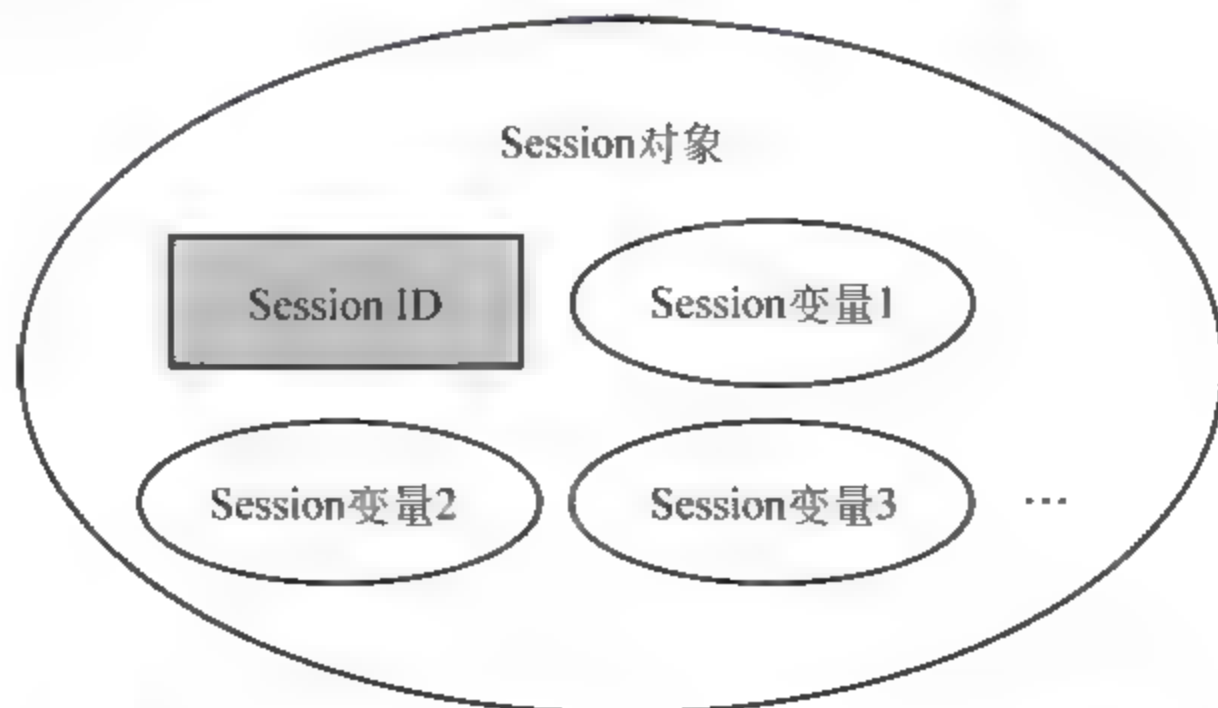 Session对象
Session ID
Session变量1
Session变量2
Session变量3
...